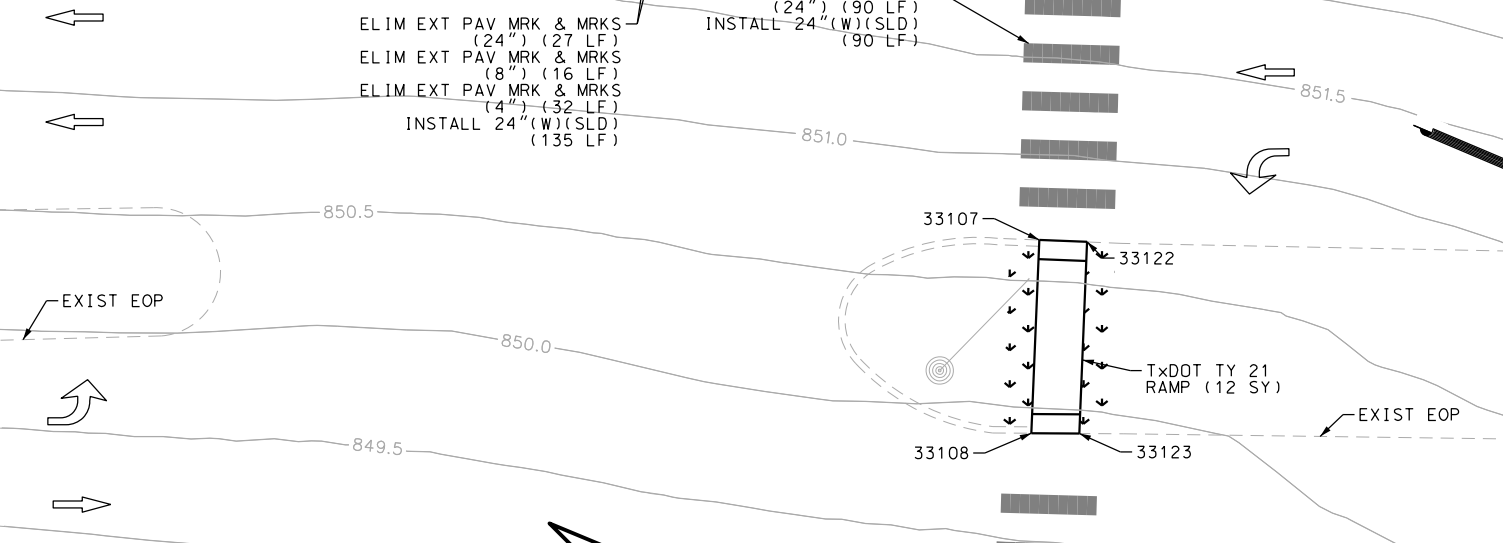 ELIM EXT PAV MRK & MRKS
(24") (27 LF)
ELIM EXT PAV MRK & MRKS
(8") (16 LF)
ELIM EXT PAV MRK & MRKS
(4") (32 LF)
INSTALL 24"(W)(SLD)
(135 LF)
(24") (90 LF)
INSTALL 24"(W)(SLD)
(90 LF)
851.5
851.0
850.5
33107
33122
EXIST EOP
850.0
TxDOT TY 21
RAMP (12 SY)
EXIST EOP
849.5
33108
33123